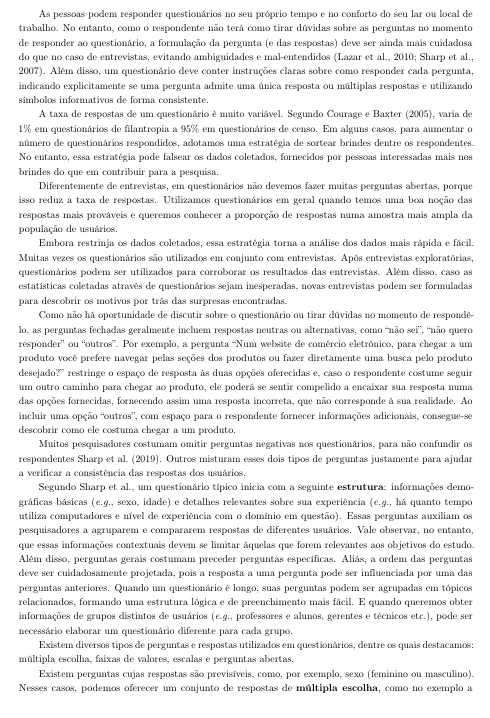 As pessoas podem responder questionários no seu próprio tempo e no conforto do seu lar ou local de
trabalho. No entanto, como o respondente não terá como tirar dúvidas sobre as perguntas no momento
de responder ao questionário, a formulação da pergunta (e das respostas) deve ser ainda mais cuidadosa
do que no caso de entrevistas, evitando ambiguidades e mal-entendidos (Lazar et al., 2010; Sharp et al.,
2007). Além disso, um questionário deve conter instruções claras sobre como responder cada pergunta,
indicando explicitamente se uma pergunta admite uma única resposta ou múltiplas respostas e utilizando
símbolos informativos de forma consistente.
A taxa de respostas de um questionário é muito variável. Segundo Courage e Baxter (2005), varia de
1% em questionários de filantropia a 95% em questionários de censo. Em alguns casos, para aumentar o
número de questionários respondidos, adotamos uma estratégia de sortear brindes dentre os respondentes.
No entanto, essa estratégia pode falsear os dados coletados, fornecidos por pessoas interessadas mais nos
brindes do que em contribuir para a pesquisa.
Diferentemente de entrevistas, em questionários não devemos fazer muitas perguntas abertas, porque
isso reduz a taxa de respostas. Utilizamos questionários em geral quando temos uma boa noção das
respostas mais prováveis e queremos conhecer a proporção de respostas numa amostra mais ampla da
população de usuários.
Embora restrinja os dados coletados, essa estratégia torna a análise dos dados mais rápida e fácil.
Muitas vezes os questionários são utilizados em conjunto com entrevistas. Após entrevistas exploratórias,
questionários podem ser utilizados para corroborar os resultados das entrevistas. Além disso, caso as
estatísticas coletadas através de questionários sejam inesperadas, novas entrevistas podem ser formuladas
para descobrir os motivos por trás das surpresas encontradas.
Como não há oportunidade de discutir sobre o questionário ou tirar dúvidas no momento de respondê-
lo, as perguntas fechadas geralmente incluem respostas neutras ou alternativas, como “não sei”, “não quero
responder” ou “outros”. Por exemplo, a pergunta “Num website de comércio eletrônico, para chegar a um
produto você prefere navegar pelas seções dos produtos ou fazer diretamente uma busca pelo produto
desejado?” restringe o espaço de resposta às duas opções oferecidas e, caso o respondente costume seguir
um outro caminho para chegar ao produto, ele poderá se sentir compelido a encaixar sua resposta numa
das opções fornecidas, fornecendo assim uma resposta incorreta, que não corresponde à sua realidade. Ao
incluir uma opção “outros”, com espaço para o respondente fornecer informações adicionais, consegue-se
descobrir como ele costuma chegar a um produto.
Muitos pesquisadores costumam omitir perguntas negativas nos questionários, para não confundir os
respondentes Sharp et al. (2019). Outros misturam esses dois tipos de perguntas justamente para ajudar
a verificar a consistência das respostas dos usuários.
Segundo Sharp et al., um questionário típico inicia com a seguinte estrutura: informações demo-
gráficas básicas (e.g., sexo, idade) e detalhes relevantes sobre sua experiência (e.g., há quanto tempo
utiliza computadores e nível de experiência com o domínio em questão). Essas perguntas auxiliam os
pesquisadores a agruparem e compararem respostas de diferentes usuários. Vale observar, no entanto,
que essas informações contextuais devem se limitar àquelas que forem relevantes aos objetivos do estudo.
Além disso, perguntas gerais costumam preceder perguntas específicas. Aliás, a ordem das perguntas
deve ser cuidadosamente projetada, pois a resposta a uma pergunta pode ser influenciada por uma das
perguntas anteriores. Quando um questionário é longo, suas perguntas podem ser agrupadas em tópicos
relacionados, formando uma estrutura lógica e de preenchimento mais fácil. E quando queremos obter
informações de grupos distintos de usuários (e.g., professores e alunos, gerentes e técnicos etc.), pode ser
necessário elaborar um questionário diferente para cada grupo.
Existem diversos tipos de perguntas e respostas utilizados em questionários, dentre os quais destacamos:
múltipla escolha, faixas de valores, escalas e perguntas abertas.
Existem perguntas cujas respostas são previsíveis, como, por exemplo, sexo (feminino ou masculino).
Nesses casos, podemos oferecer um conjunto de respostas de múltipla escolha, como no exemplo a